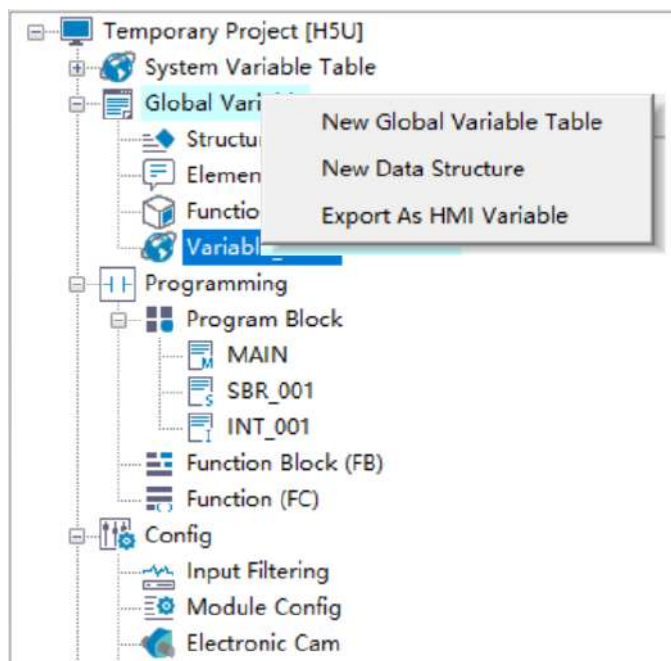 Temporary Project [H5U]
System Variable Table
Global Vari
New Global Variable Table
Structu
New Data Structure
Elemen
Export As HMI Variable
Functio
Variabl
Programming
Program Block
MAIN
SBR_001
INT_001
Function Block (FB)
Function (FC)
Config
Input Filtering
Module Config
Electronic Cam